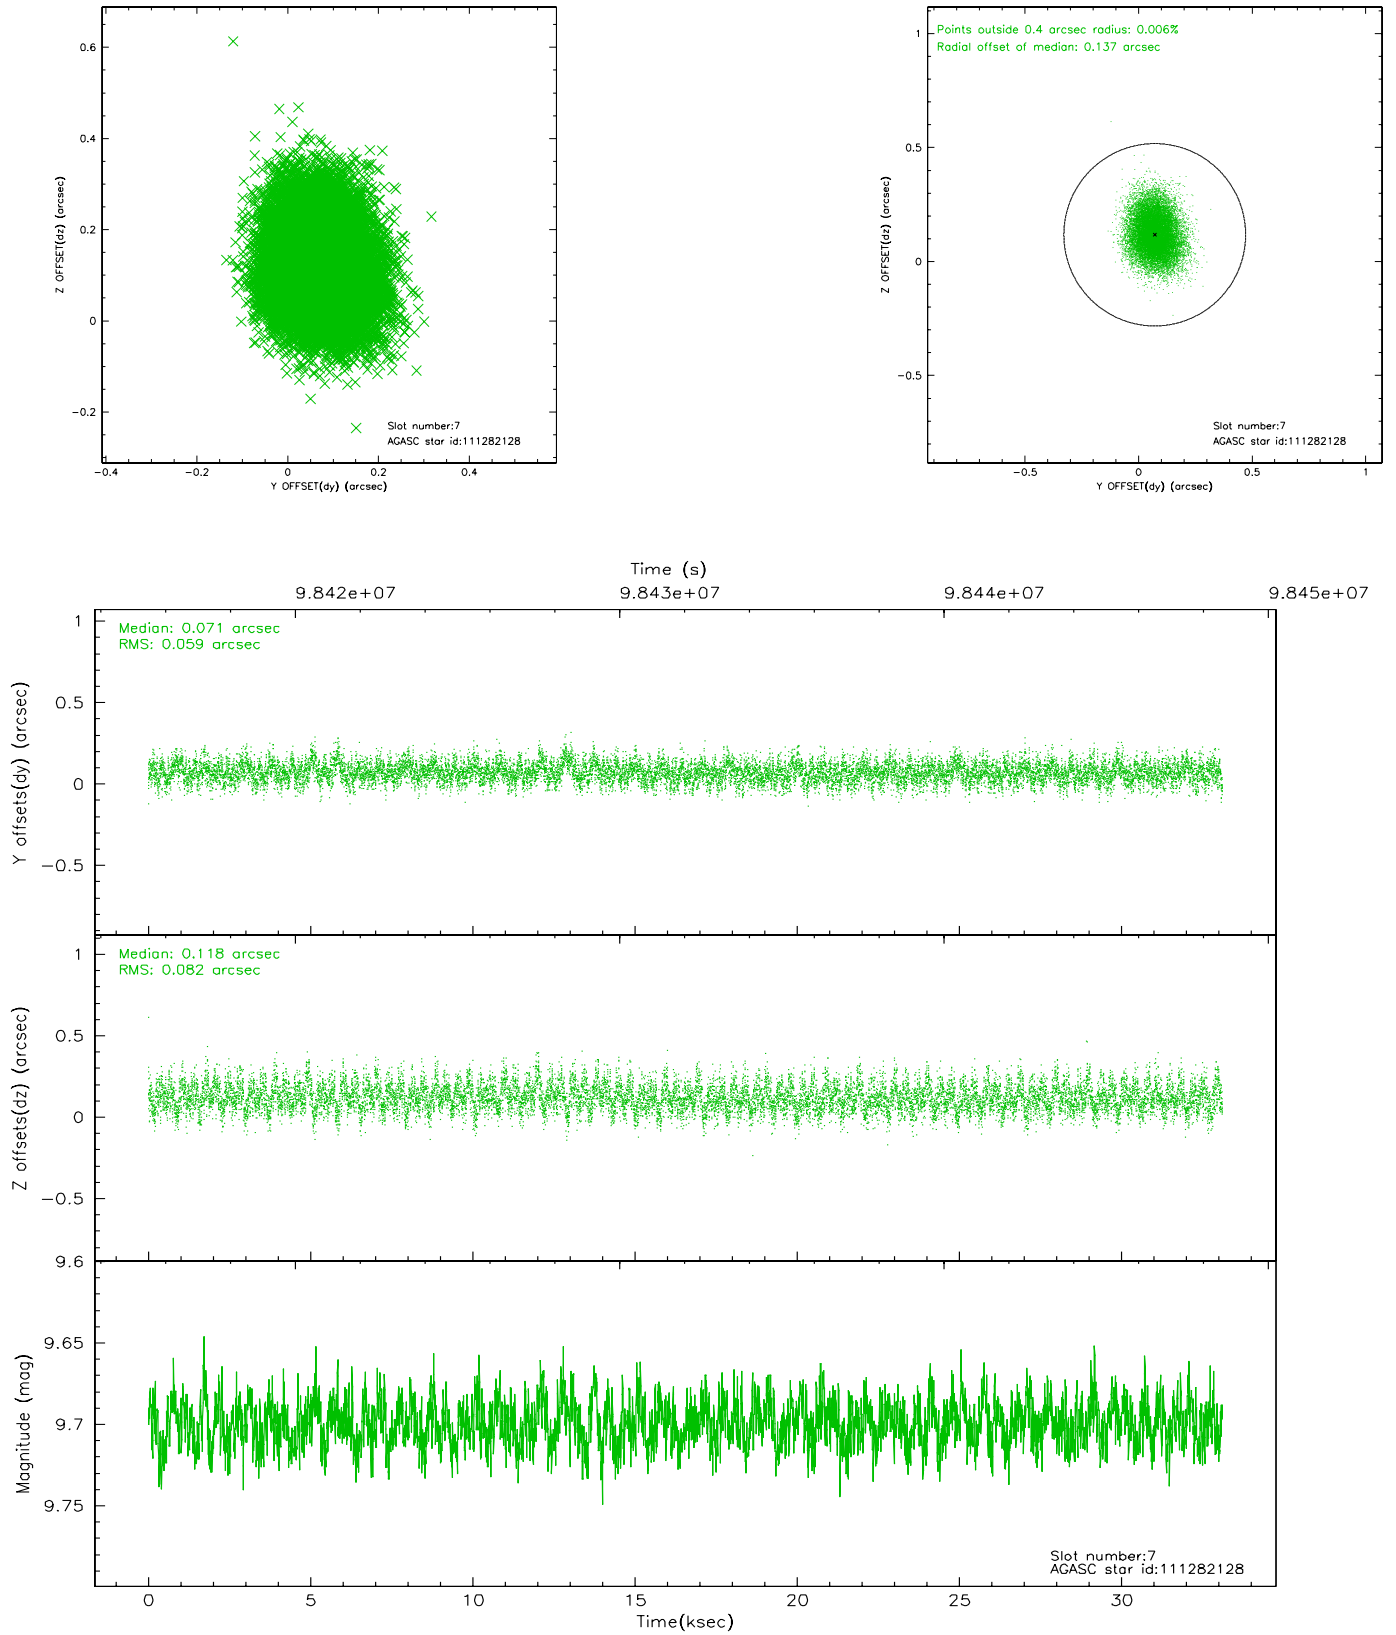 0.6
0.4
0.2
0
−0.2
Z OFFSET(dz) (arcsec)
Slot number:7
AGASC star id:111282128
−0.4 −0.2 0 0.2 0.4
Y OFFSET(dy) (arcsec)
Points outside 0.4 arcsec radius: 0.006%
Radial offset of median: 0.137 arcsec
1
0.5
0
−0.5
Z OFFSET(dz) (arcsec)
Slot number:7
AGASC star id:111282128
−0.5 0 0.5 1
Y OFFSET(dy) (arcsec)
Time (s)
9.842e+07 9.843e+07 9.844e+07 9.845e+07
Median: 0.071 arcsec
RMS: 0.059 arcsec
1
0.5
0
−0.5
Y offsets(dy) (arcsec)
Median: 0.118 arcsec
RMS: 0.082 arcsec
1
0.5
0
−0.5
Z offsets(dz) (arcsec)
9.6
9.65
9.7
9.75
Magnitude (mag)
Slot number:7
AGASC star id:111282128
0 5 10 15 20 25 30
Time(ksec)